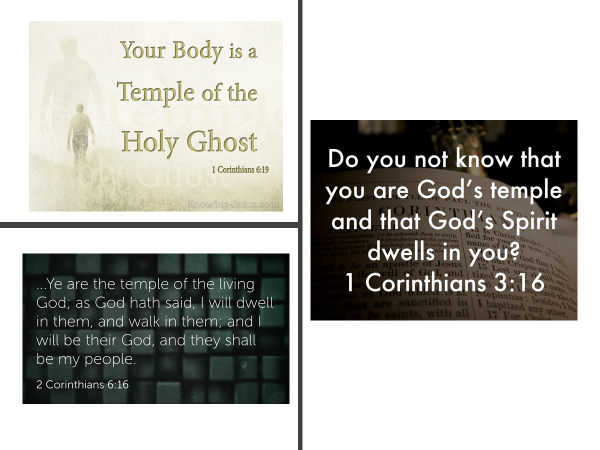 Your Body is a
Temple of the
Holy Ghost
1 Corinthians 6:19
Knowing-Jesus.com
...Ye are the temple of the living
God; as God hath said, I will dwell
in them, and walk in them; and I
will be their God, and they shall
be my people.
2 Corinthians 6:16
Do you not know that
you are God's temple
and that God's Spirit
dwells in you?
1 Corinthians 3:16